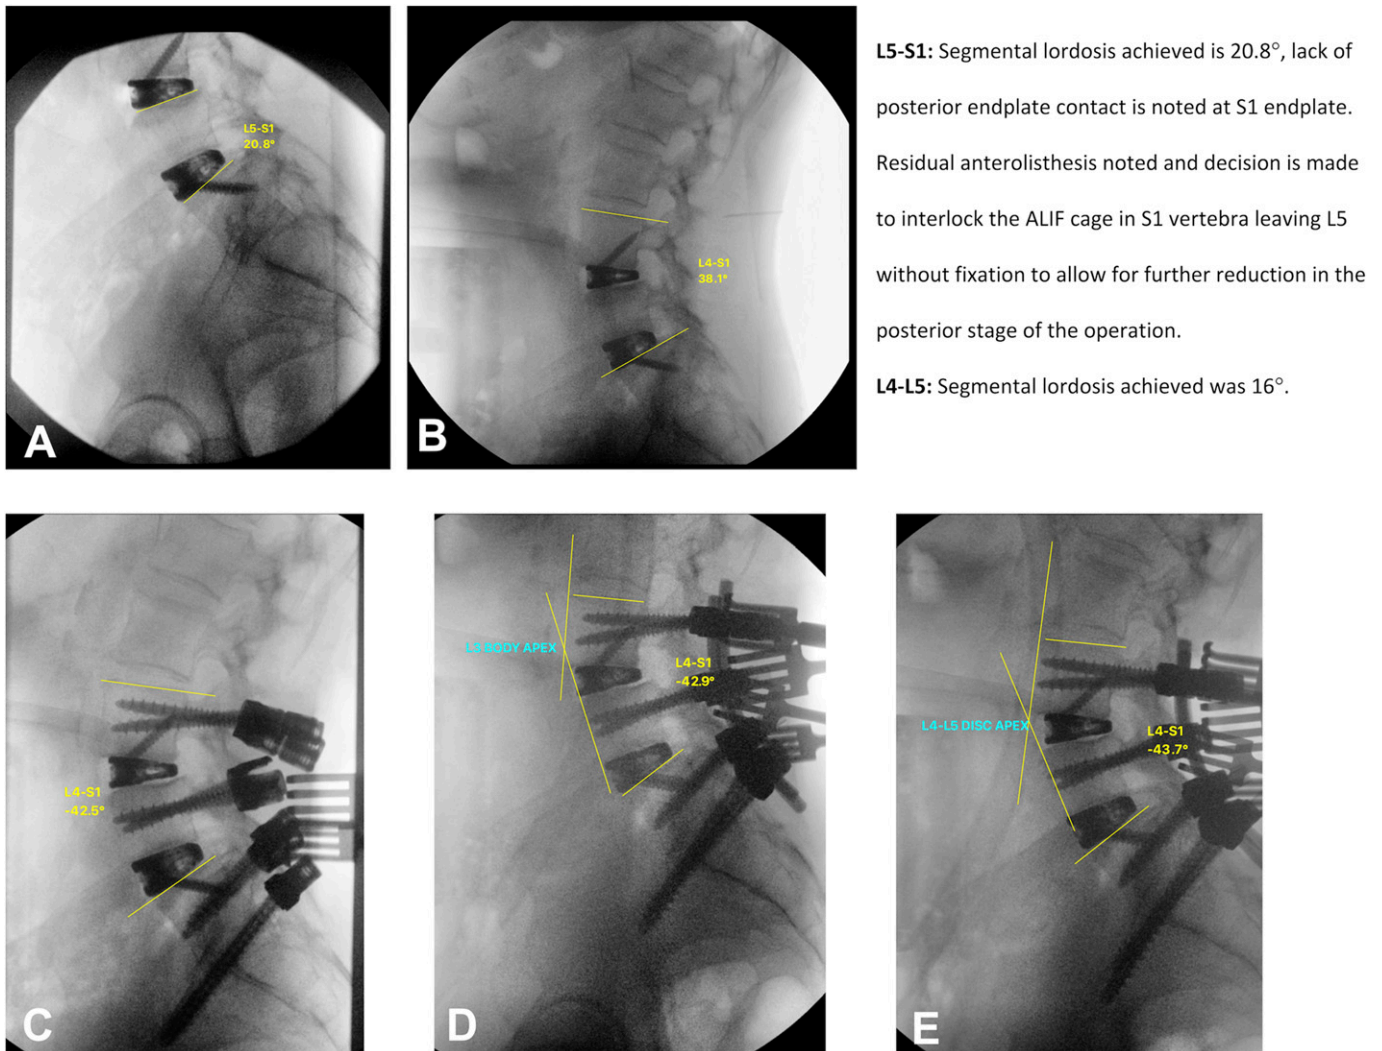 L5-S1: Segmental lordosis achieved is 20.8°, lack of
posterior endplate contact is noted at S1 endplate.
Residual anterolisthesis noted and decision is made
to interlock the ALIF cage in S1 vertebra leaving L5
without fixation to allow for further reduction in the
posterior stage of the operation.
L4-L5: Segmental lordosis achieved was 16°.
L5-S1
20.8°
A
L4-S1
38.1°
B
L4-S1
-42.5°
C
L3 BODY APEX
L4-S1
-42.9°
D
L4-L5 DISC APEX
L4-S1
-43.7°
E